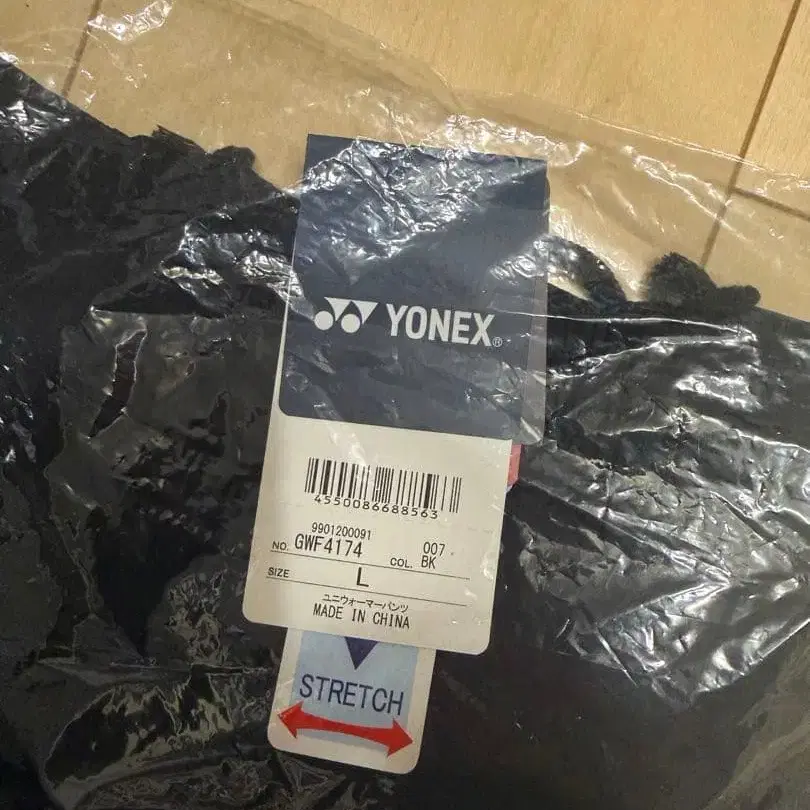 YONEX®
4550086688563
9901200091
NO. GWF4174 COL. 007 BK
SIZE L
ユニウォーマーパンツ
MADE IN CHINA
STRETCH